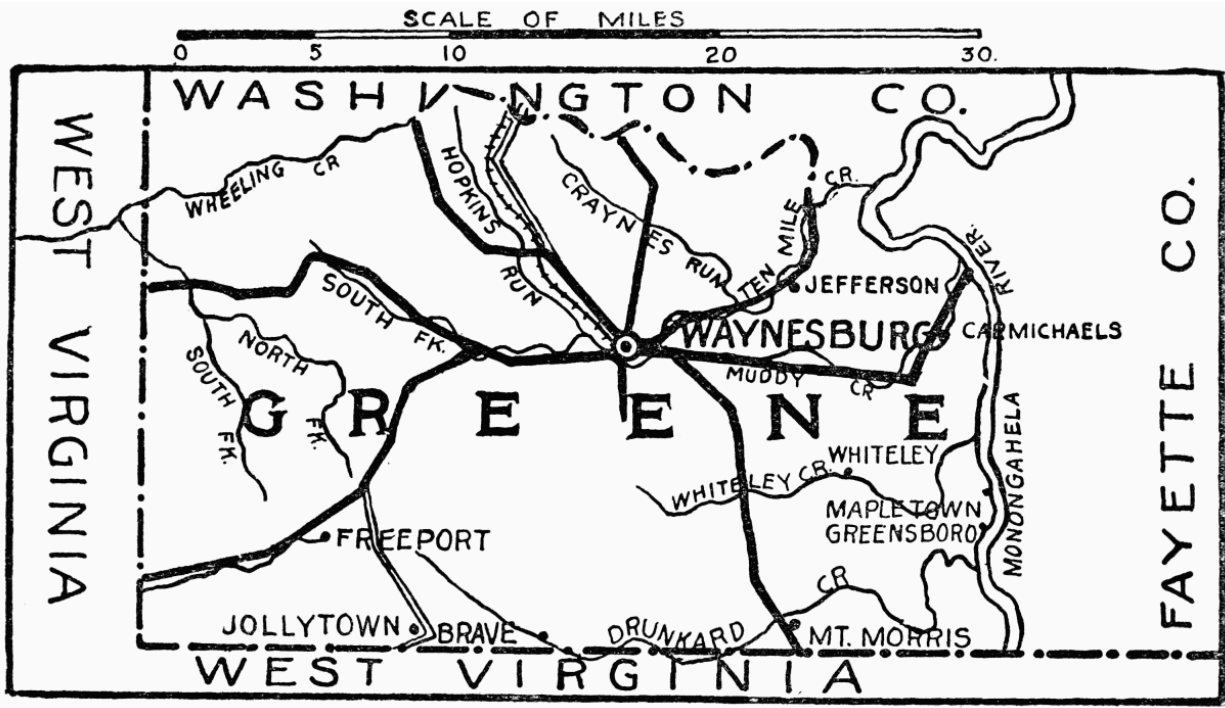 SCALE OF MILES
0 5 10 20 30.
WASHINGTON CO.
WEST VIRGINIA
WHEELING CR
HOPKINS RUN
CRAYNES RUN
TEN MILE CR.
JEFFERSON
RIVER.
FAYETTE CO.
SOUTH FK.
WAYNESBURG
CARMICHAELS
NORTH FK.
SOUTH FK.
MUDDY CR
GREENE
WHITELEY
WHITELEY CR.
MAPLETOWN
GREENSBORO
MONONGAHELA
FREEPORT
JOLLYTOWN
BRAVE
DRUNKARD CR
MT. MORRIS
WEST VIRGINIA